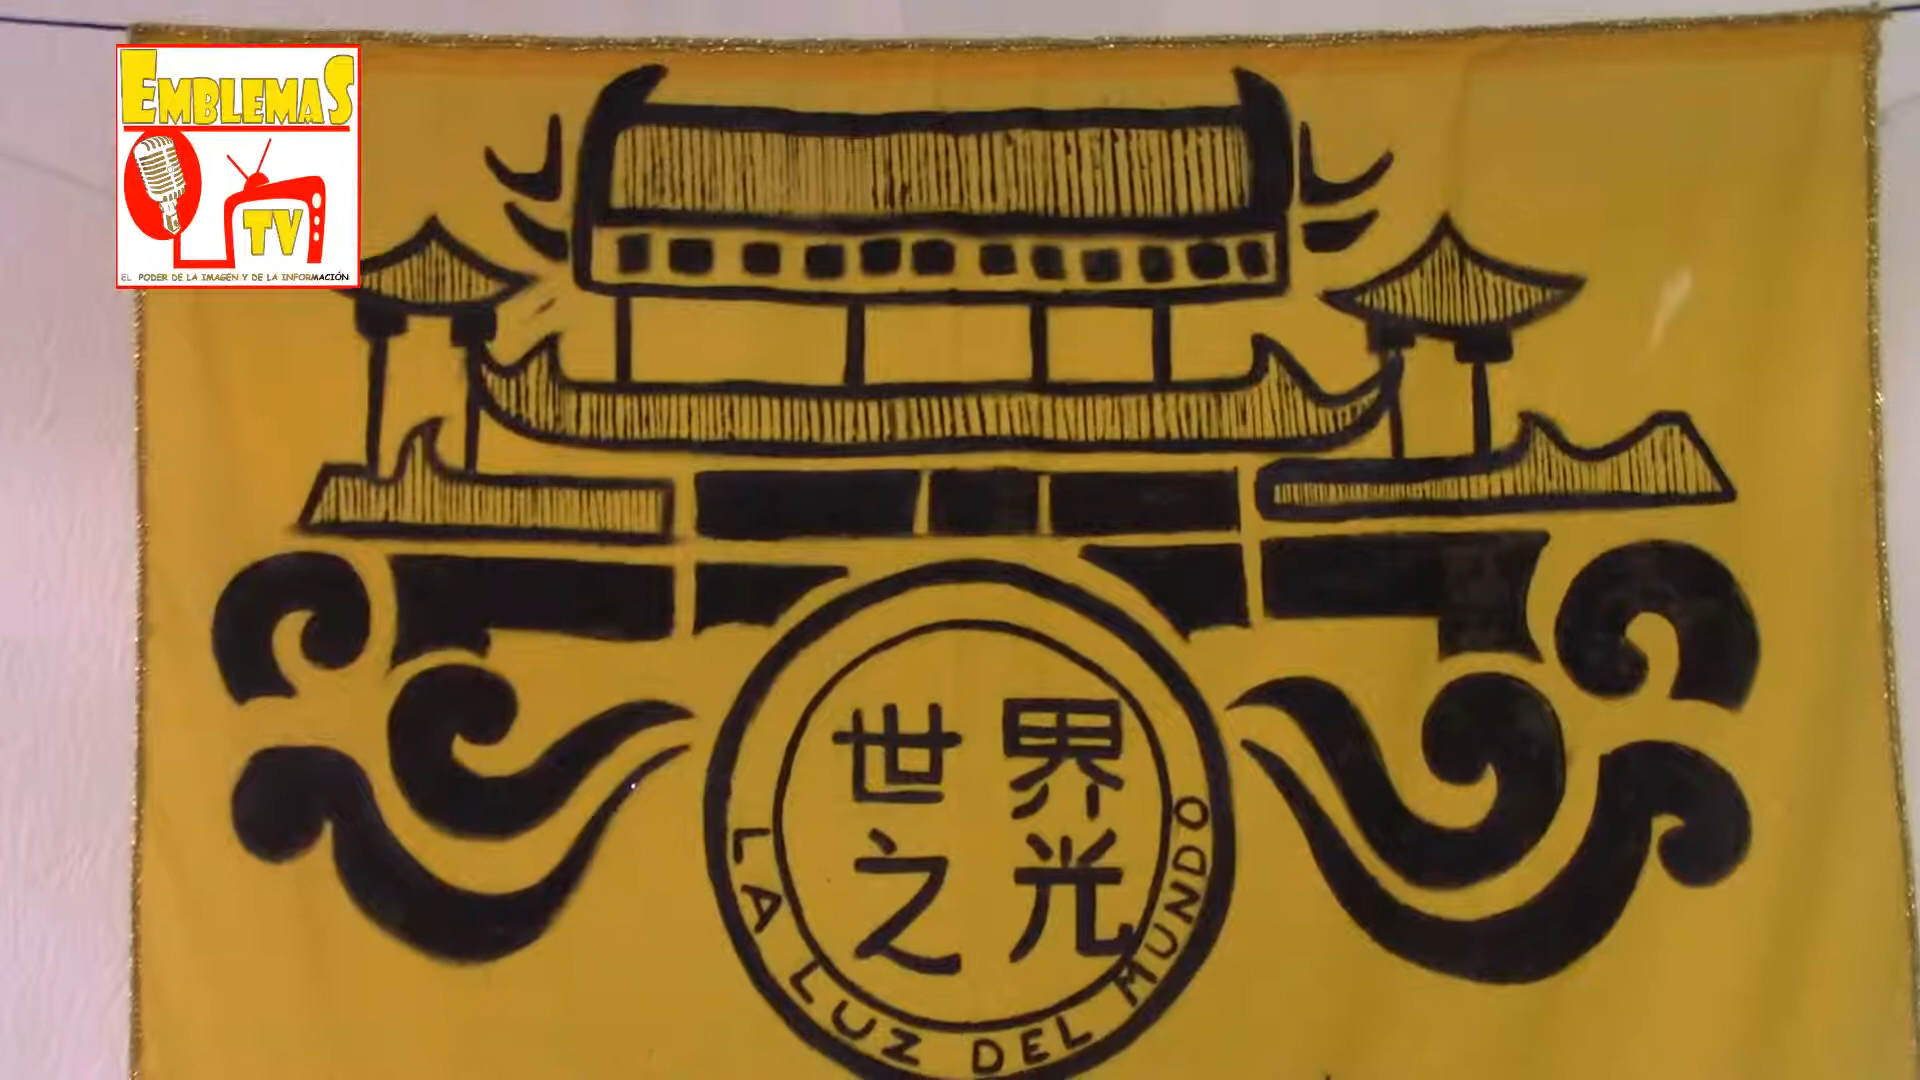 EMBLEMAS
TV
EL PODER DE LA IMAGEN Y DE LA INFORMACIÓN
世界
之光
LA LUZ DEL MUNDO